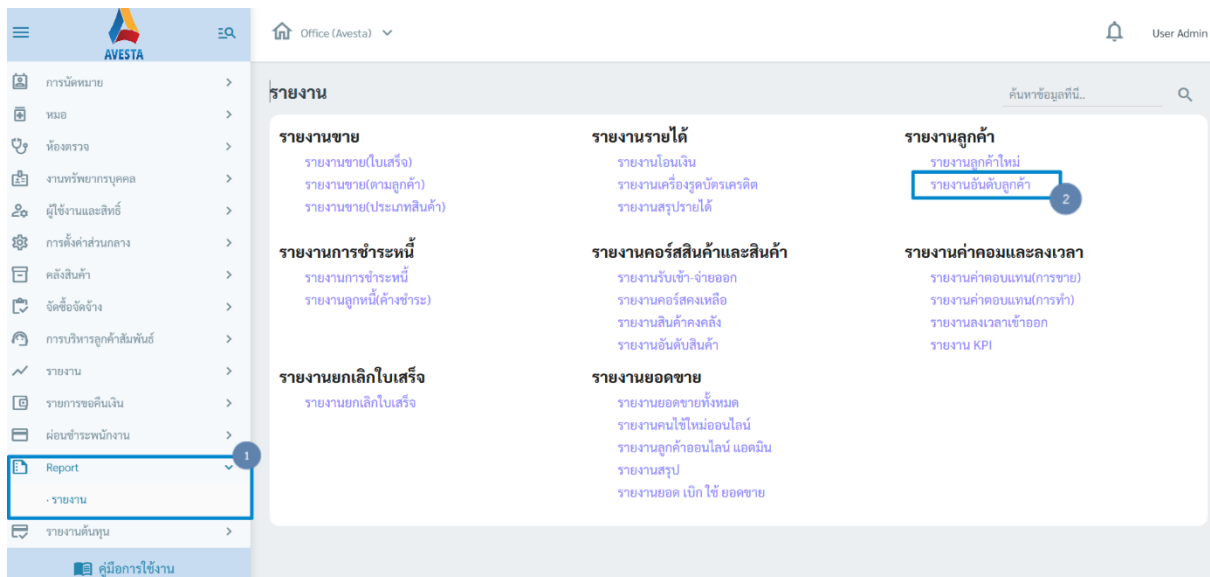 AVESTA
Office (Avesta)
User Admin
การนัดหมาย
หมอ
ห้องตรวจ
งานทรัพยากรบุคคล
ผู้ใช้งานและสิทธิ์
การตั้งค่าส่วนกลาง
คลังสินค้า
จัดซื้อจัดจ้าง
การบริหารลูกค้าสัมพันธ์
รายงาน
รายการขอคืนเงิน
ผ่อนชำระพนักงาน
1
Report
· รายงาน
รายงานต้นทุน
คู่มือการใช้งาน
รายงาน
ค้นหาข้อมูลที่นี่..
รายงานขาย
รายงานขาย(ใบเสร็จ)
รายงานขาย(ตามลูกค้า)
รายงานขาย(ประเภทสินค้า)
รายงานรายได้
รายงานโอนเงิน
รายงานเครื่องรูดบัตรเครดิต
รายงานสรุปรายได้
รายงานลูกค้า
รายงานลูกค้าใหม่
รายงานอันดับลูกค้า
2
รายงานการชำระหนี้
รายงานการชำระหนี้
รายงานลูกหนี้(ค้างชำระ)
รายงานคอร์สสินค้าและสินค้า
รายงานรับเข้า-จ่ายออก
รายงานคอร์สคงเหลือ
รายงานสินค้าคงคลัง
รายงานอันดับสินค้า
รายงานค่าคอมและลงเวลา
รายงานค่าตอบแทน(การขาย)
รายงานค่าตอบแทน(การทำ)
รายงานลงเวลาเข้าออก
รายงาน KPI
รายงานยกเลิกใบเสร็จ
รายงานยกเลิกใบเสร็จ
รายงานยอดขาย
รายงานยอดขายทั้งหมด
รายงานคนไข้ใหม่ออนไลน์
รายงานลูกค้าออนไลน์ แอดมิน
รายงานสรุป
รายงานยอด เบิก ใช้ ยอดขาย